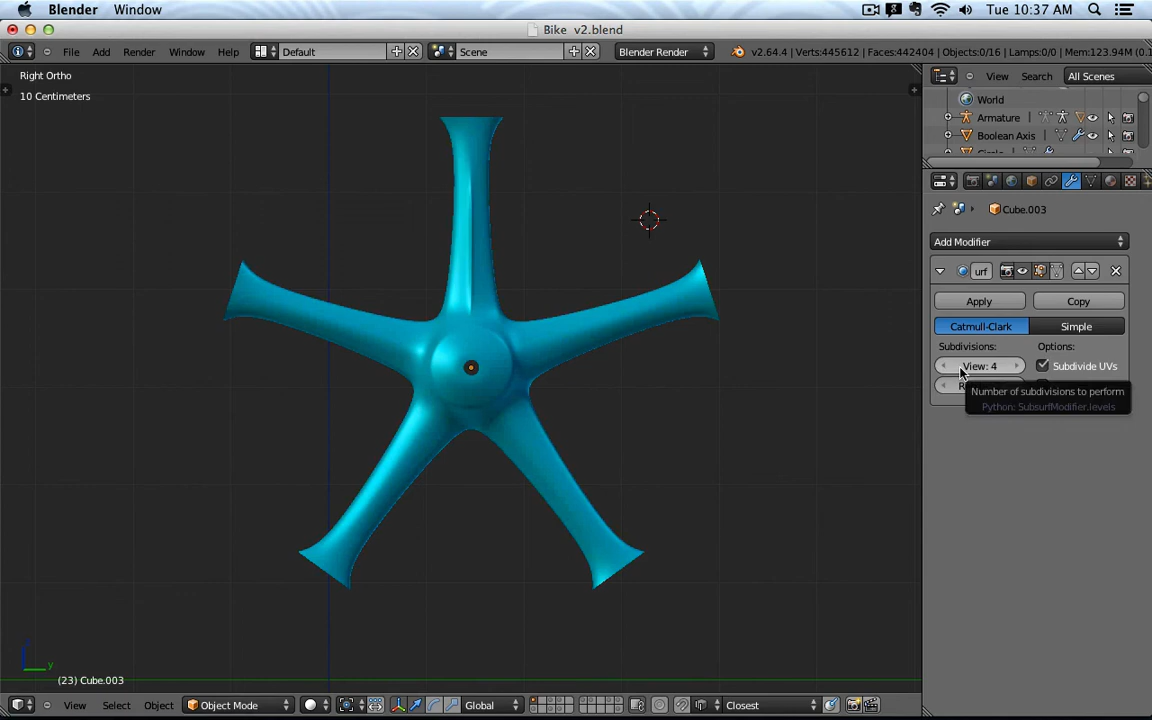 Blender Window Tue 10:37 AM
Bike v2.blend
File Add Render Window Help Default Scene Blender Render v2.64.4 | Verts:445612 | Faces:442404 | Objects:0/16 | Lamps:0/0 | Mem:123.94M (0.1
Right Ortho
10 Centimeters
View Search All Scenes
World
Armature
Boolean Axis
Cube.003
Add Modifier
urf
Apply Copy
Catmull-Clark Simple
Subdivisions: Options:
View: 4 Subdivide UVs
Number of subdivisions to perform
Python: SubsurfModifier.levels
y
(23) Cube.003
View Select Object Object Mode Global Closest